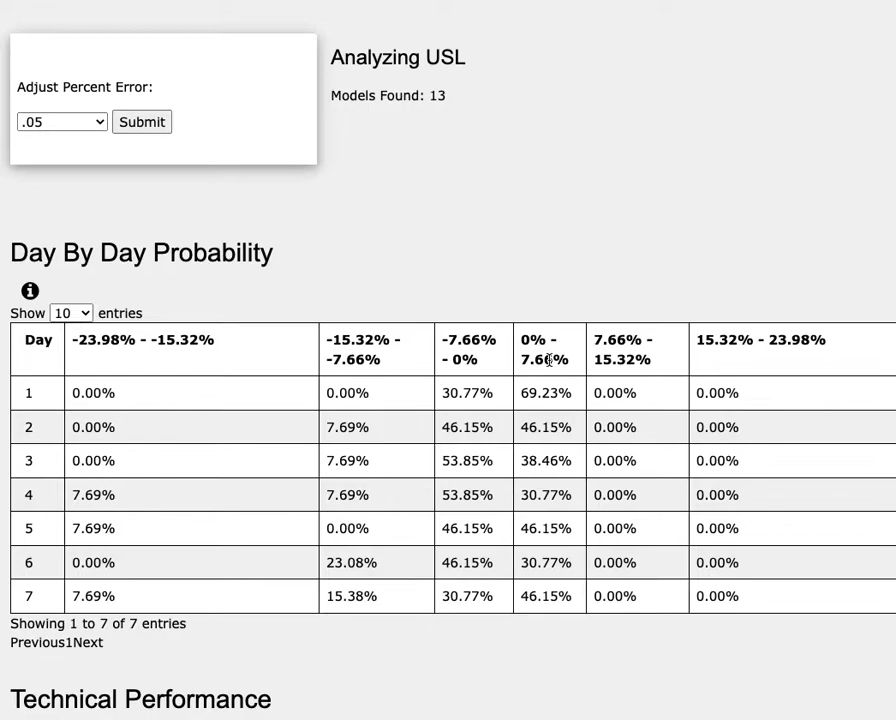 Analyzing USL
Adjust Percent Error:
Models Found: 13
.05 Submit
Day By Day Probability
Show 10 entries
Day -23.98% - -15.32% -15.32% - -7.66% -7.66% - 0% 0% - 7.66% 7.66% - 15.32% 15.32% - 23.98%
1 0.00% 0.00% 30.77% 69.23% 0.00% 0.00%
2 0.00% 7.69% 46.15% 46.15% 0.00% 0.00%
3 0.00% 7.69% 53.85% 38.46% 0.00% 0.00%
4 7.69% 7.69% 53.85% 30.77% 0.00% 0.00%
5 7.69% 0.00% 46.15% 46.15% 0.00% 0.00%
6 0.00% 23.08% 46.15% 30.77% 0.00% 0.00%
7 7.69% 15.38% 30.77% 46.15% 0.00% 0.00%
Showing 1 to 7 of 7 entries
Previous1Next
Technical Performance